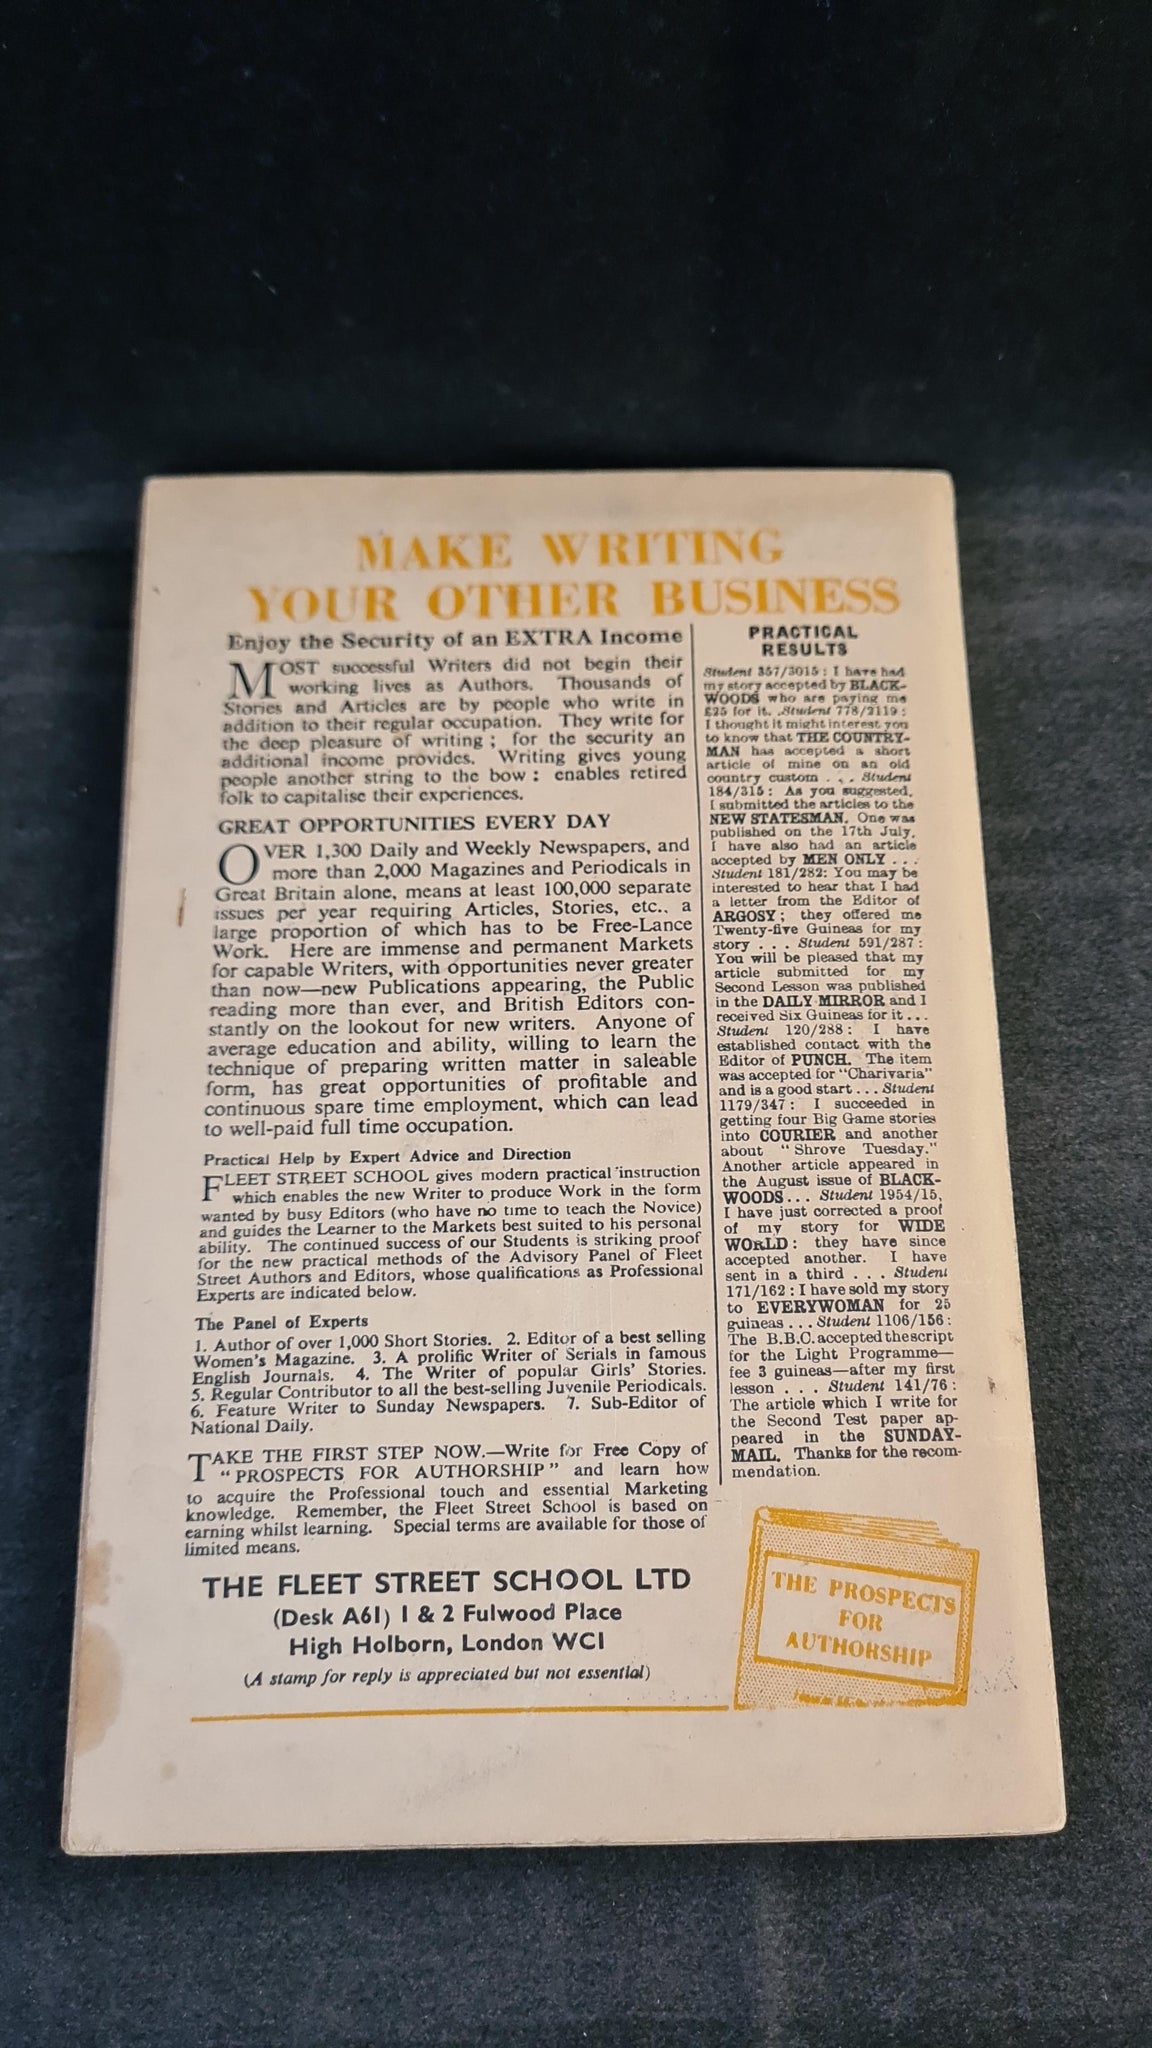 MAKE WRITING
YOUR OTHER BUSINESS
Enjoy the Security of an EXTRA Income
MOST successful Writers did not begin their
working lives as Authors. Thousands of
Stories and Articles are by people who write in
addition to their regular occupation. They write for
the deep pleasure of writing; for the security an
additional income provides. Writing gives young
people another string to the bow: enables retired
folk to capitalise their experiences.
GREAT OPPORTUNITIES EVERY DAY
OVER 1,300 Daily and Weekly Newspapers, and
more than 2,000 Magazines and Periodicals in
Great Britain alone, means at least 100,000 separate
issues per year requiring Articles, Stories, etc., a
large proportion of which has to be Free-Lance
Work. Here are immense and permanent Markets
for capable Writers, with opportunities never greater
than now—new Publications appearing, the Public
reading more than ever, and British Editors con-
stantly on the lookout for new writers. Anyone of
average education and ability, willing to learn the
technique of preparing written matter in saleable
form, has great opportunities of profitable and
continuous spare time employment, which can lead
to well-paid full time occupation.
Practical Help by Expert Advice and Direction
FLEET STREET SCHOOL gives modern practical instruction
which enables the new Writer to produce Work in the form
wanted by busy Editors (who have no time to teach the Novice)
and guides the Learner to the Markets best suited to his personal
ability. The continued success of our Students is striking proof
for the new practical methods of the Advisory Panel of Fleet
Street Authors and Editors, whose qualifications as Professional
Experts are indicated below.
The Panel of Experts
1. Author of over 1,000 Short Stories. 2. Editor of a best selling
Women's Magazine. 3. A prolific Writer of Serials in famous
English Journals. 4. The Writer of popular Girls' Stories.
5. Regular Contributor to all the best-selling Juvenile Periodicals.
6. Feature Writer to Sunday Newspapers. 7. Sub-Editor of
National Daily.
TAKE THE FIRST STEP NOW.—Write for Free Copy of
"PROSPECTS FOR AUTHORSHIP" and learn how
to acquire the Professional touch and essential Marketing
knowledge. Remember, the Fleet Street School is based on
earning whilst learning. Special terms are available for those of
limited means.
THE FLEET STREET SCHOOL LTD
(Desk A61) 1 & 2 Fulwood Place
High Holborn, London WC1
(A stamp for reply is appreciated but not essential)
PRACTICAL
RESULTS
Student 357/3015: I have had
my story accepted by BLACK-
WOODS who are paying me
£25 for it. .Student 778/2119:
I thought it might interest you
to know that THE COUNTRY-
MAN has accepted a short
article of mine on an old
country custom . . . Student
184/315: As you suggested,
I submitted the articles to the
NEW STATESMAN. One was
published on the 17th July.
I have also had an article
accepted by MEN ONLY ...
Student 181/282: You may be
interested to hear that I had
a letter from the Editor of
ARGOSY; they offered me
Twenty-five Guineas for my
story . . . Student 591/287:
You will be pleased that my
article submitted for my
Second Lesson was published
in the DAILY MIRROR and I
received Six Guineas for it...
Student 120/288: I have
established contact with the
Editor of PUNCH. The item
was accepted for "Charivaria"
and is a good start... Student
1179/347: I succeeded in
getting four Big Game stories
into COURIER and another
about "Shrove Tuesday."
Another article appeared in
the August issue of BLACK-
WOODS... Student 1954/15,
I have just corrected a proof
of my story for WIDE
WORLD: they have since
accepted another. I have
sent in a third . . . Student
171/162: I have sold my story
to EVERYWOMAN for 25
guineas... Student 1106/156:
The B.B.C. accepted the script
for the Light Programme—
fee 3 guineas—after my first
lesson . . . Student 141/76:
The article which I write for
the Second Test paper ap-
peared in the SUNDAY-
MAIL. Thanks for the recom-
mendation.
THE PROSPECTS
FOR
AUTHORSHIP